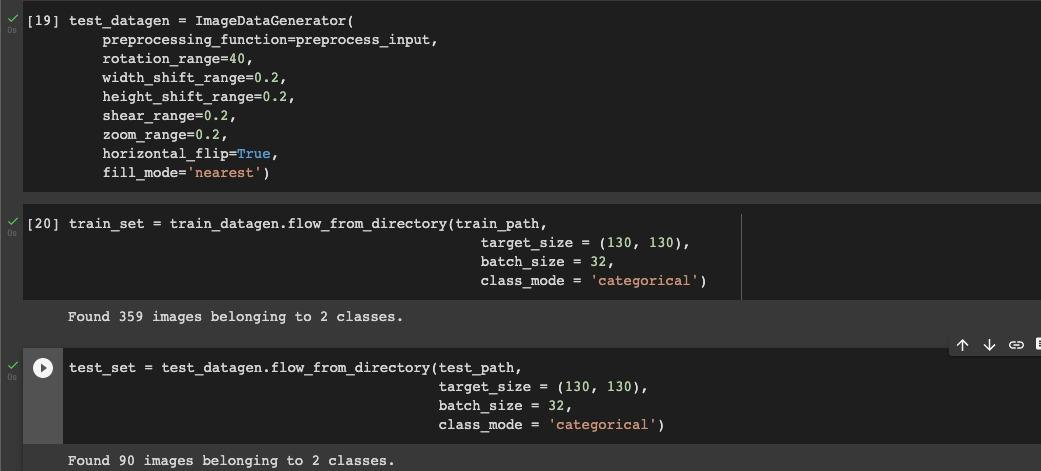 [19] test_datagen = ImageDataGenerator(
preprocessing_function=preprocess_input,
rotation_range=40,
width_shift_range=0.2,
height_shift_range=0.2,
shear_range=0.2,
zoom_range=0.2,
horizontal_flip=True,
fill_mode='nearest')
0s
[20] train_set = train_datagen.flow_from_directory(train_path,
target_size = (130, 130),
batch_size = 32,
class_mode = 'categorical')
0s
Found 359 images belonging to 2 classes.
test_set = test_datagen.flow_from_directory(test_path,
target_size = (130, 130),
batch_size = 32,
class_mode = 'categorical')
0s
Found 90 images belonging to 2 classes.